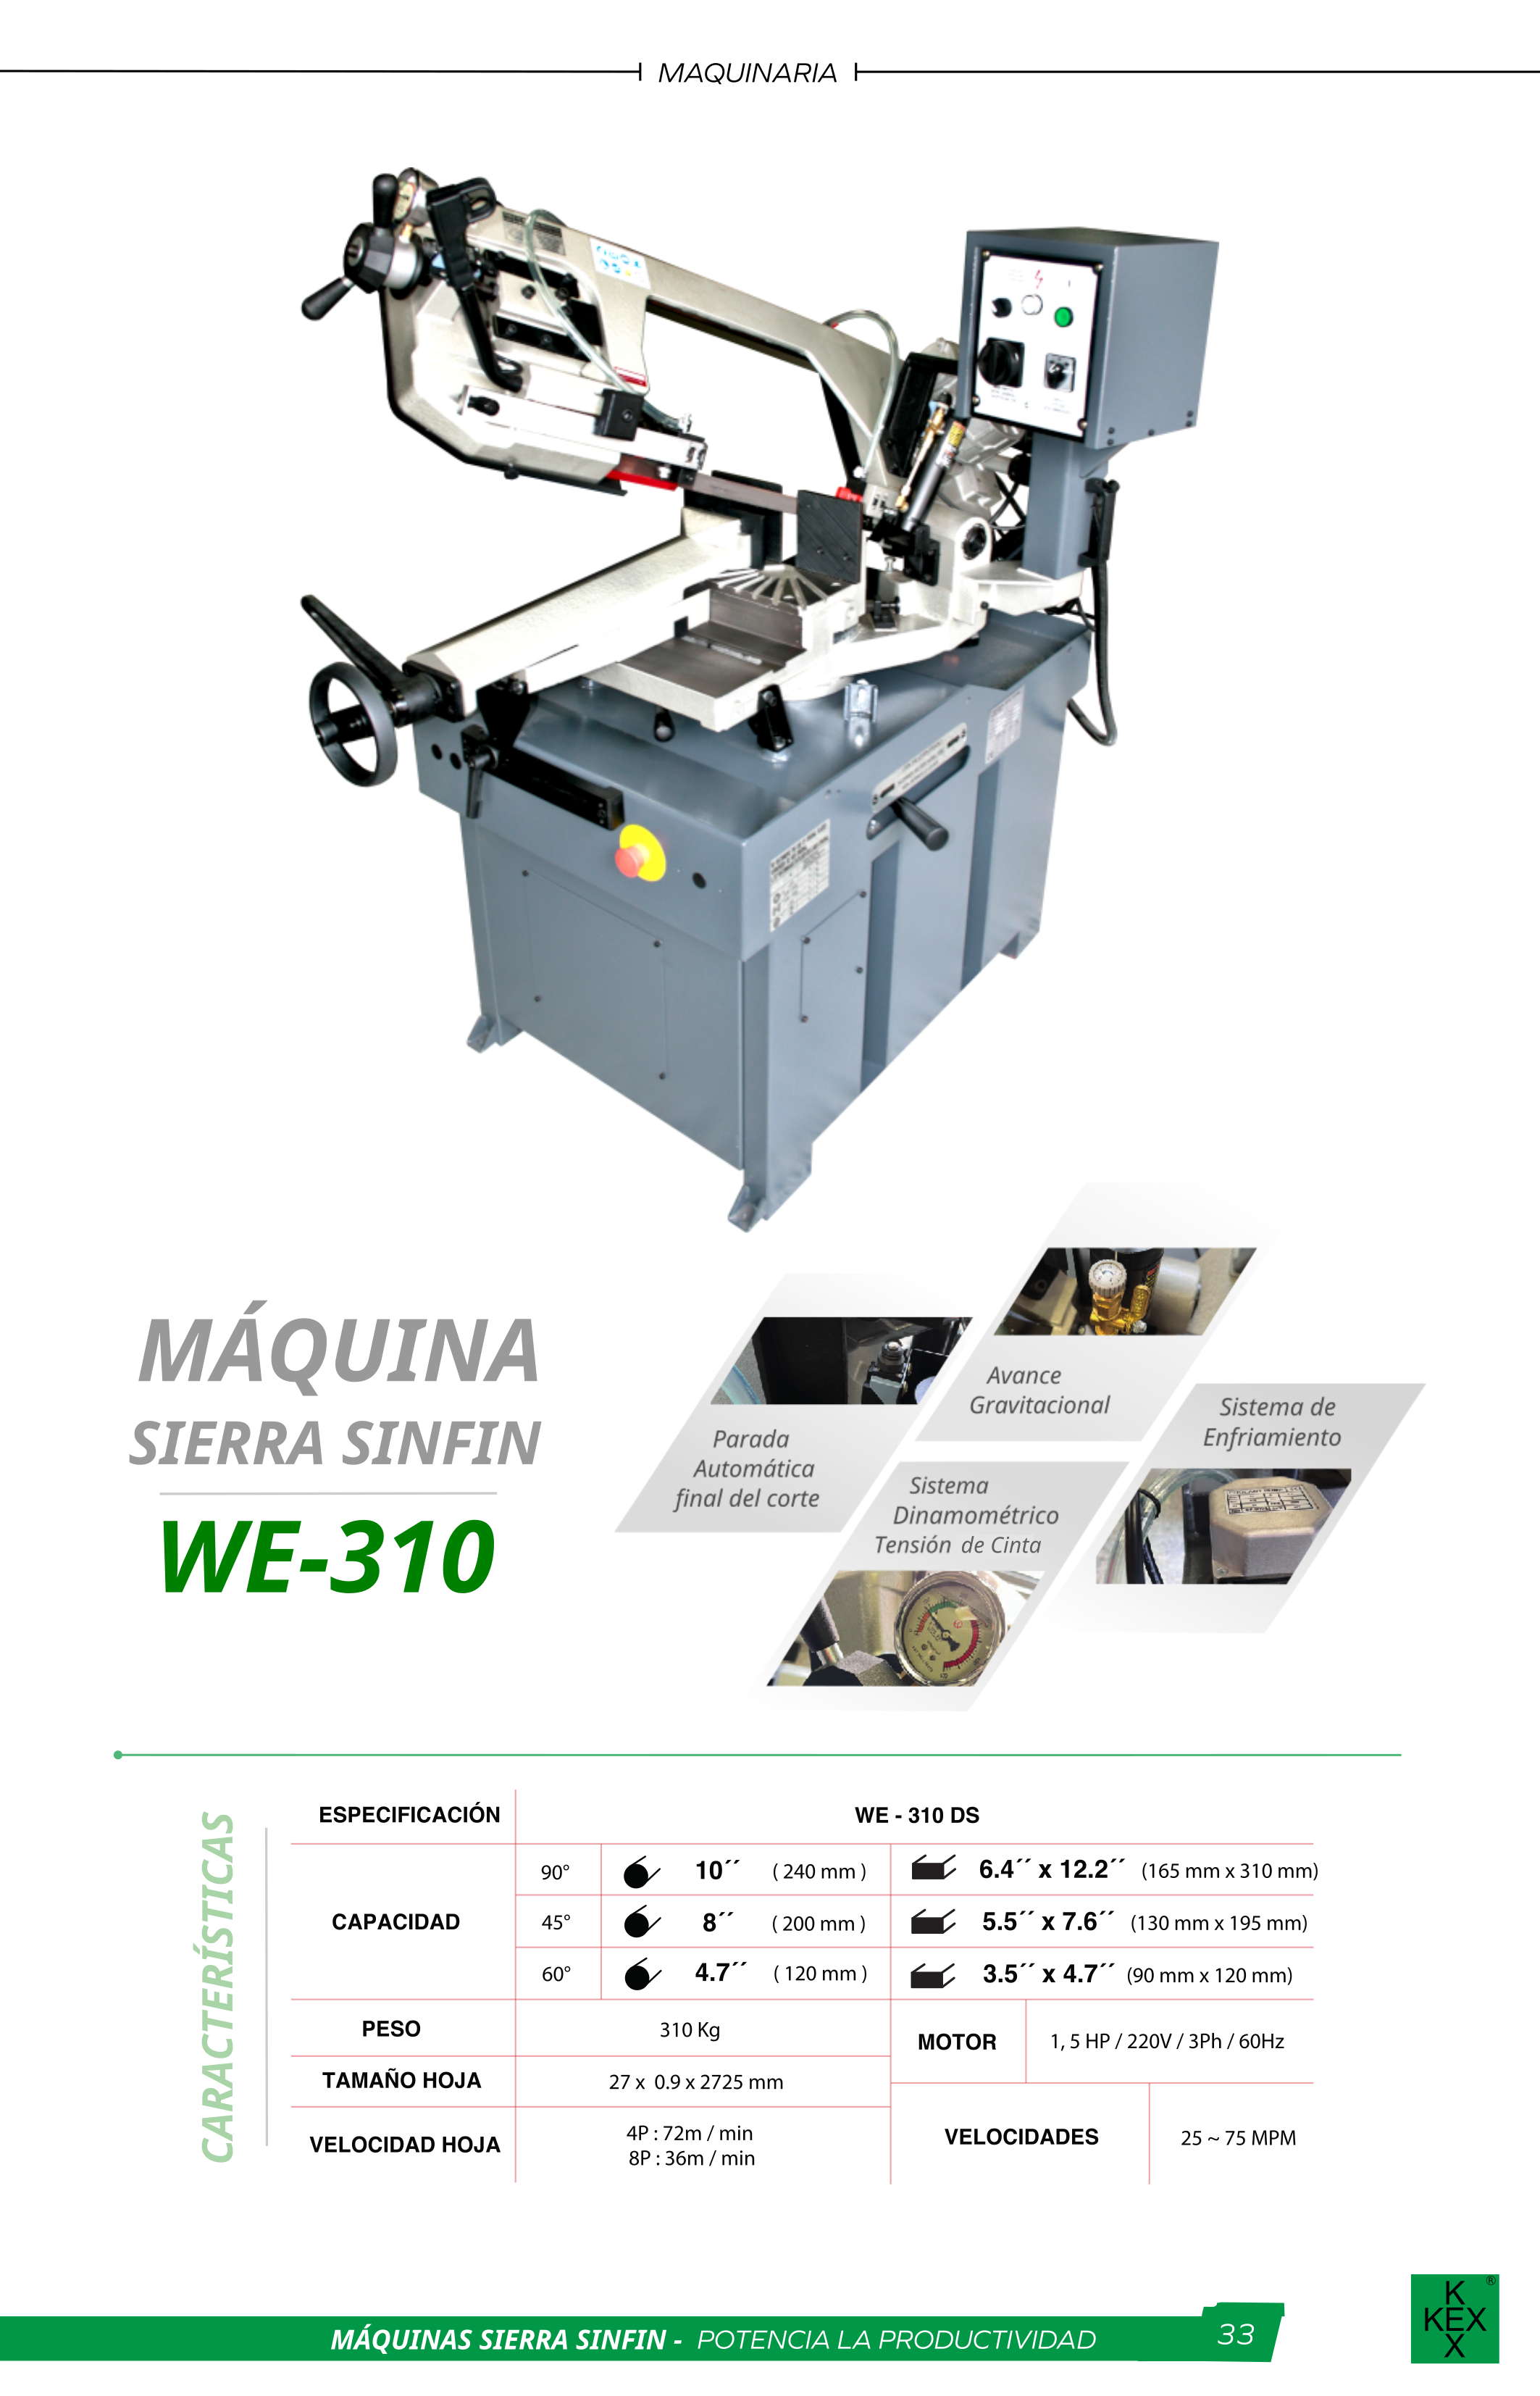 MAQUINARIA
MÁQUINA
SIERRA SINFIN
WE-310
Parada
Automática
final del corte
Avance
Gravitacional
Sistema
Dinamométrico
Tensión de Cinta
Sistema de
Enfriamiento
CARACTERÍSTICAS
ESPECIFICACIÓN WE - 310 DS
CAPACIDAD
90° 10´´ ( 240 mm ) 6.4´´ x 12.2´´ (165 mm x 310 mm)
45° 8´´ ( 200 mm ) 5.5´´ x 7.6´´ (130 mm x 195 mm)
60° 4.7´´ ( 120 mm ) 3.5´´ x 4.7´´ (90 mm x 120 mm)
PESO 310 Kg
MOTOR 1, 5 HP / 220V / 3Ph / 60Hz
TAMAÑO HOJA 27 x 0.9 x 2725 mm
VELOCIDAD HOJA 4P : 72m / min
8P : 36m / min
VELOCIDADES 25 ~ 75 MPM
MÁQUINAS SIERRA SINFIN - POTENCIA LA PRODUCTIVIDAD 33
K ®
KEX
X